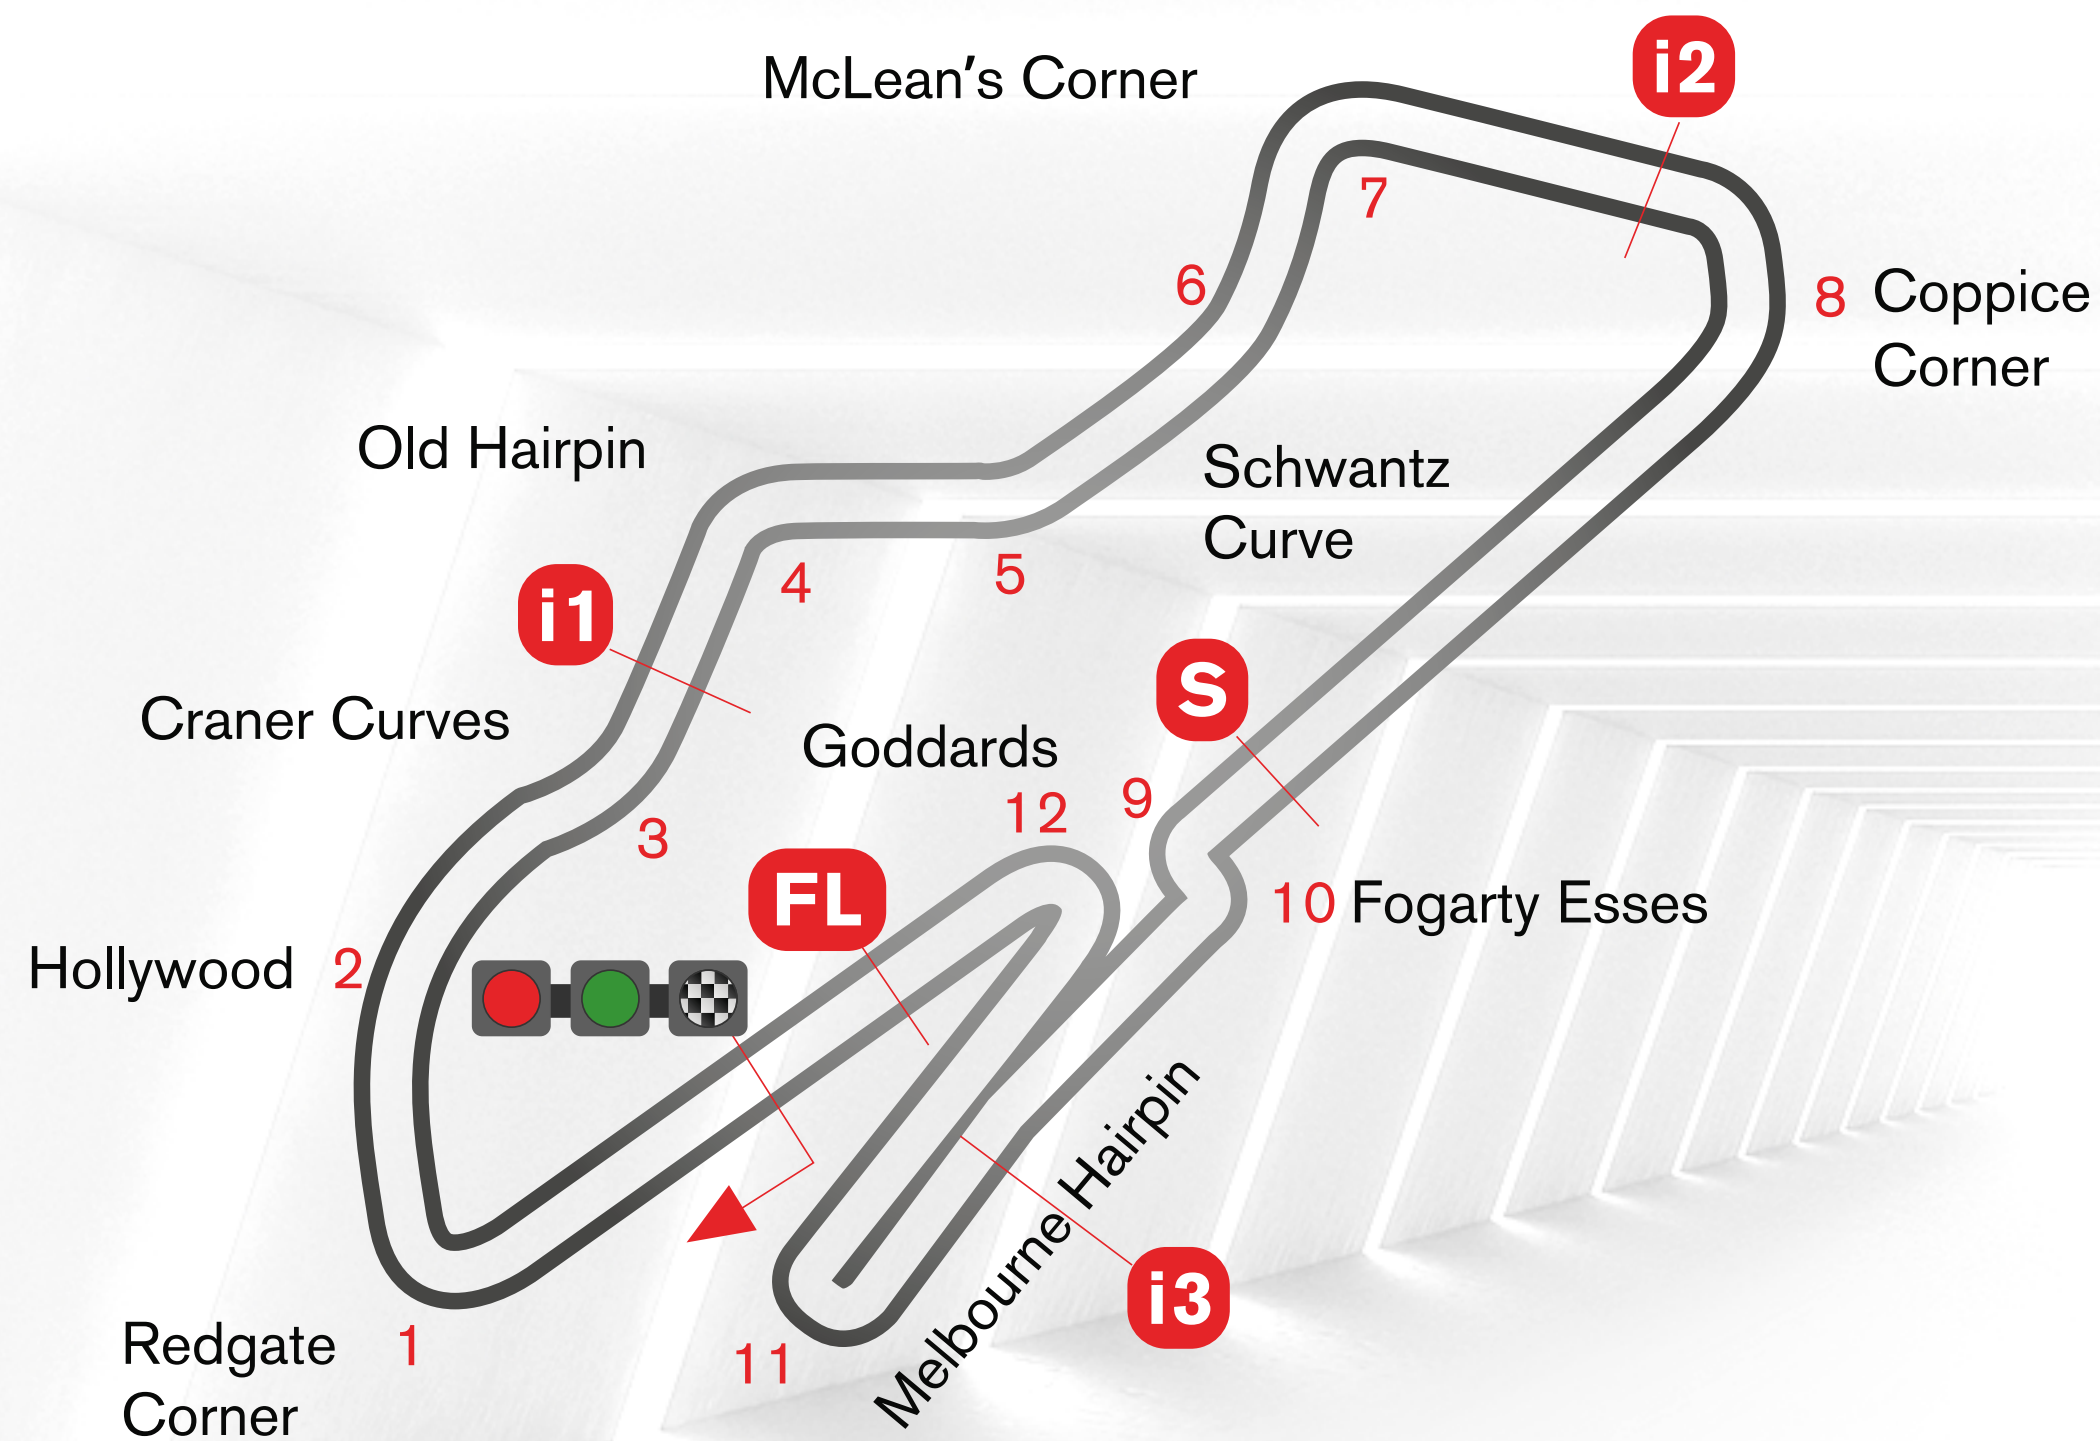 McLean's Corner
i2
7
6
8 Coppice
Corner
Old Hairpin
Schwantz
Curve
4
5
i1
S
Craner Curves
Goddards
12
9
3
FL
10 Fogarty Esses
Hollywood 2
Melbourne Hairpin
i3
Redgate 1
Corner
11